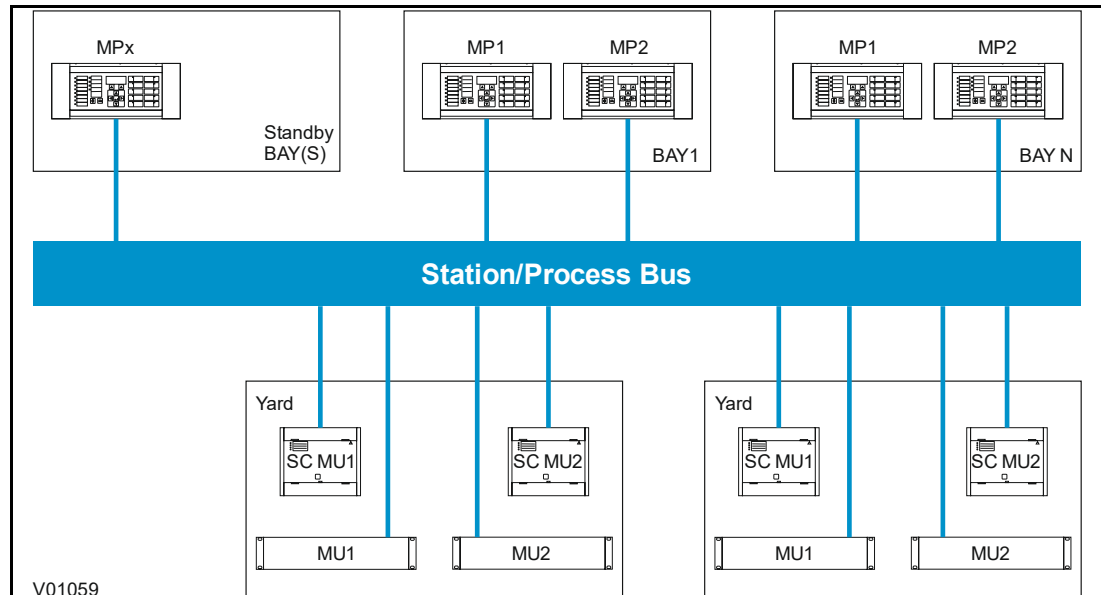 MPx
MP1
MP2
MP1
MP2
Standby
BAY(S)
BAY1
BAY N
Station/Process Bus
Yard
Yard
SC MU1
SC MU2
SC MU1
SC MU2
MU1
MU2
MU1
MU2
V01059